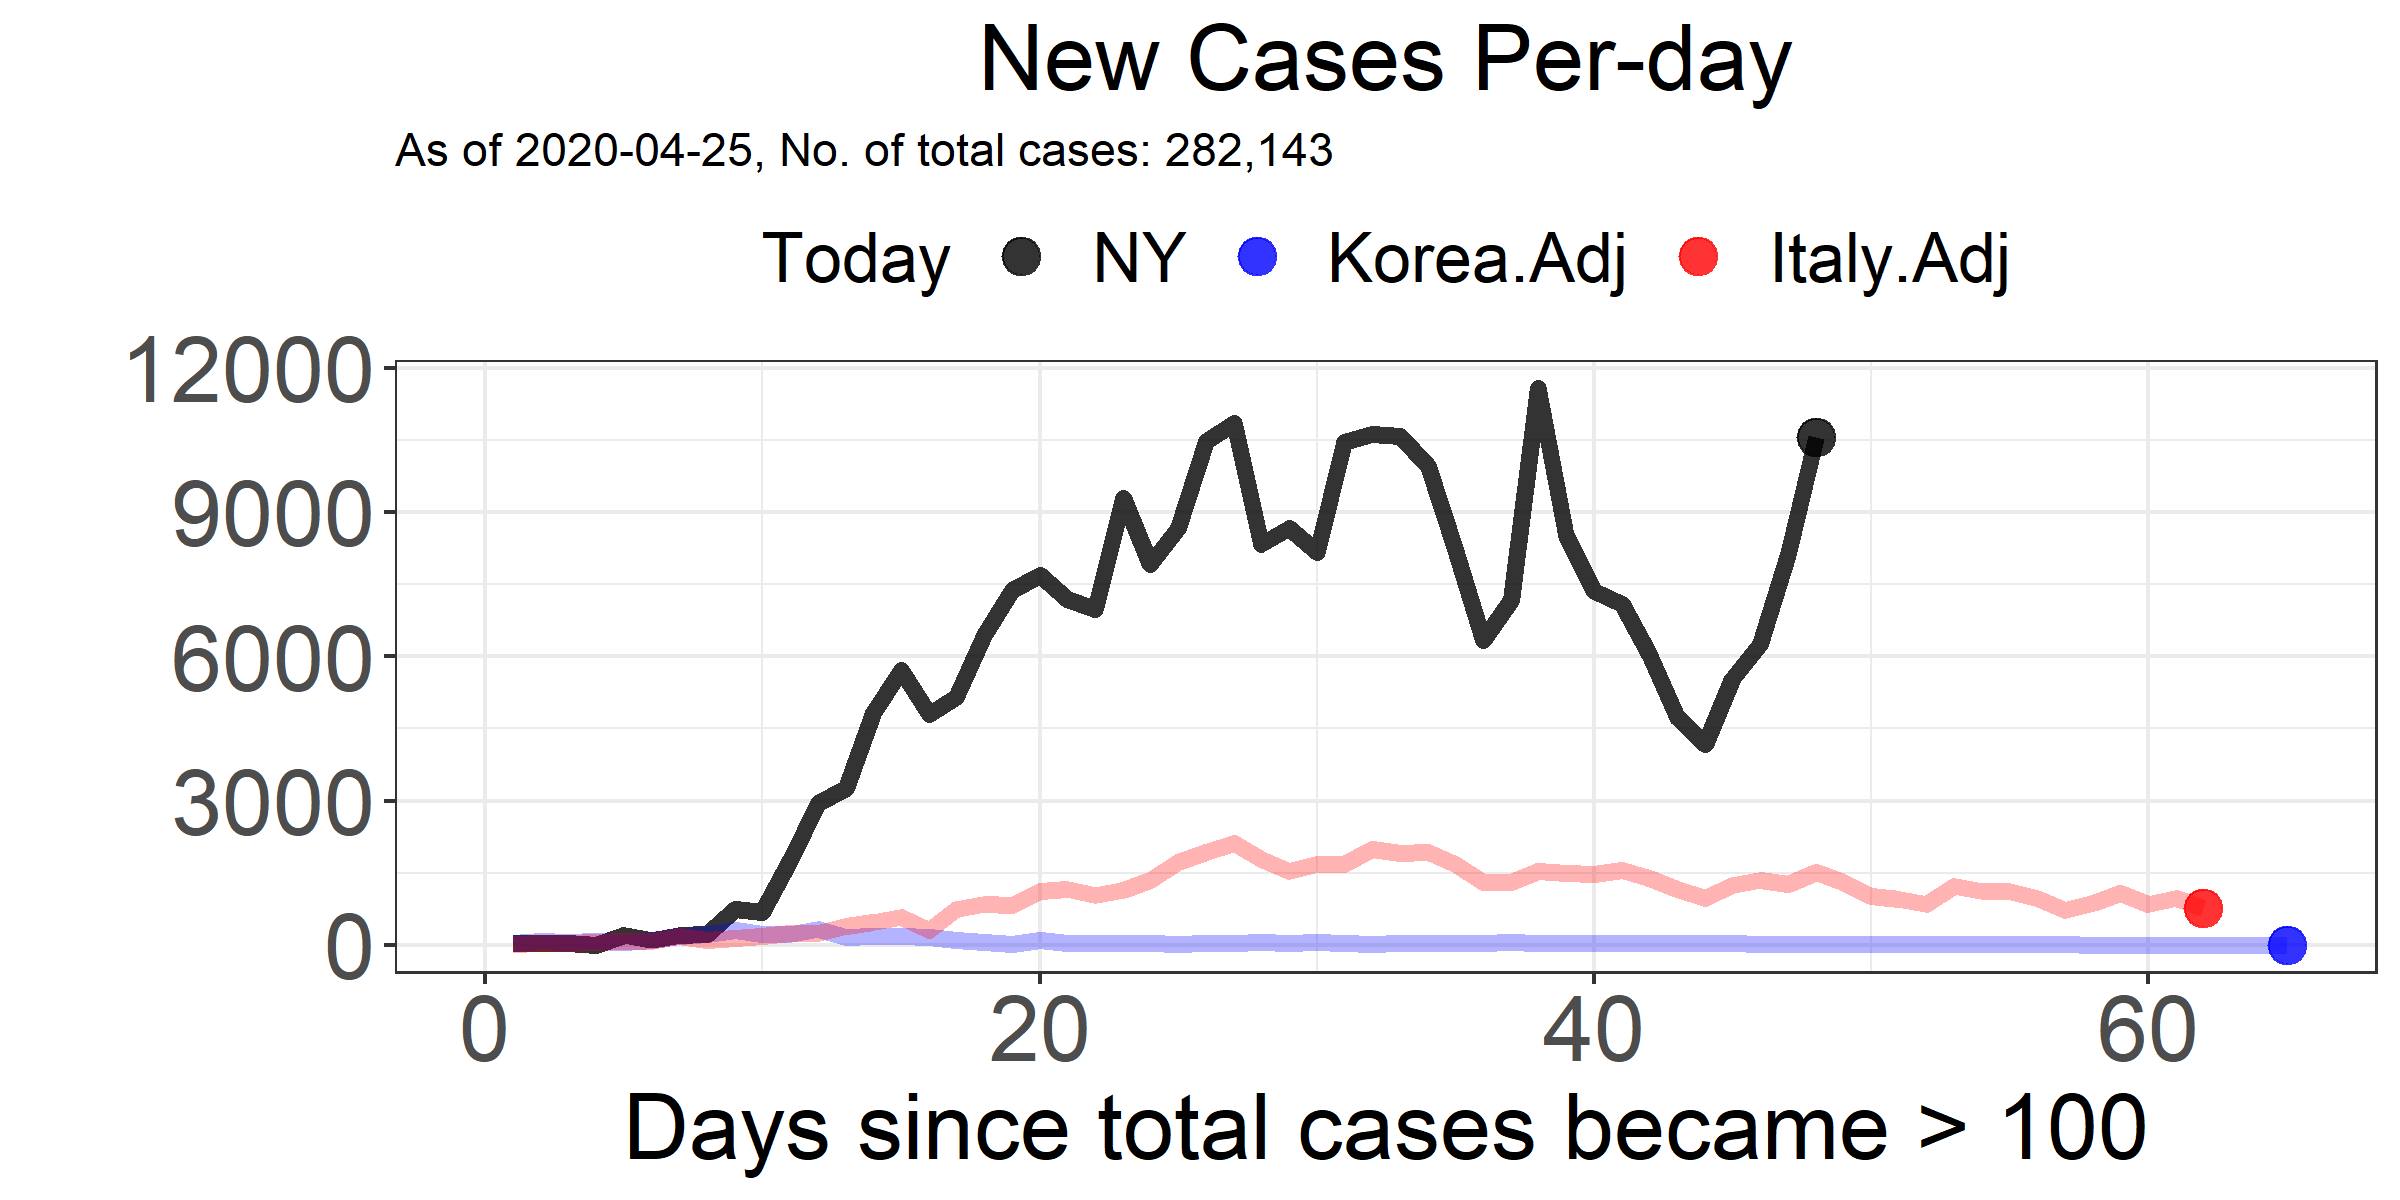 New Cases Per-day
As of 2020-04-25, No. of total cases: 282,143
Today NY Korea.Adj Italy.Adj
12000
9000
6000
3000
0
0 20 40 60
Days since total cases became > 100